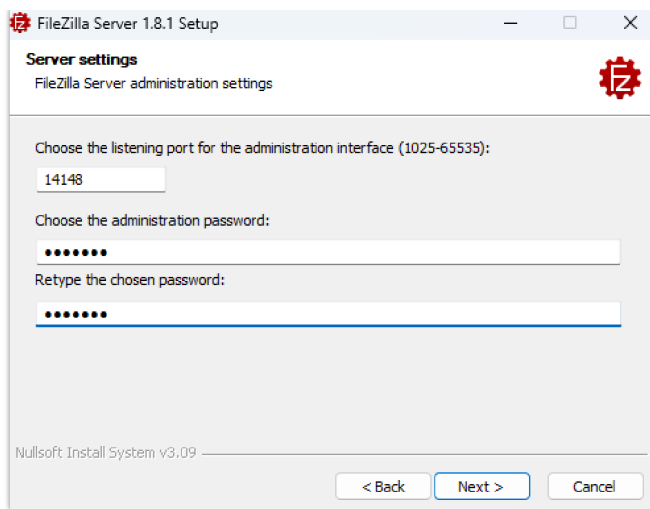 FileZilla Server 1.8.1 Setup
Server settings
FileZilla Server administration settings
Choose the listening port for the administration interface (1025-65535):
14148
Choose the administration password:
•••••••
Retype the chosen password:
•••••••
Nullsoft Install System v3.09
< Back Next > Cancel